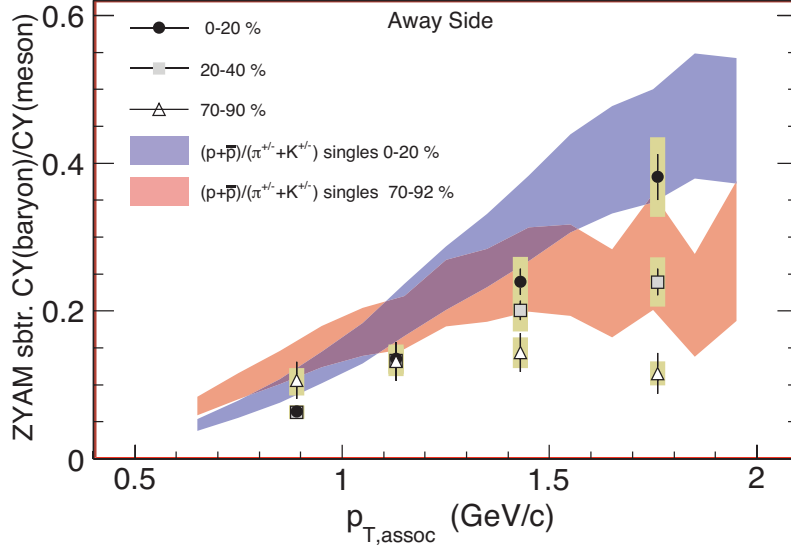 Away Side
0-20 %
20-40 %
70-90 %
(p+p̅)/(π+/-+K+/-) singles 0-20 %
(p+p̅)/(π+/-+K+/-) singles 70-92 %
ZYAM sbtr. CY(baryon)/CY(meson)
0.6
0.4
0.2
0
0.5
1
1.5
2
pT,assoc (GeV/c)